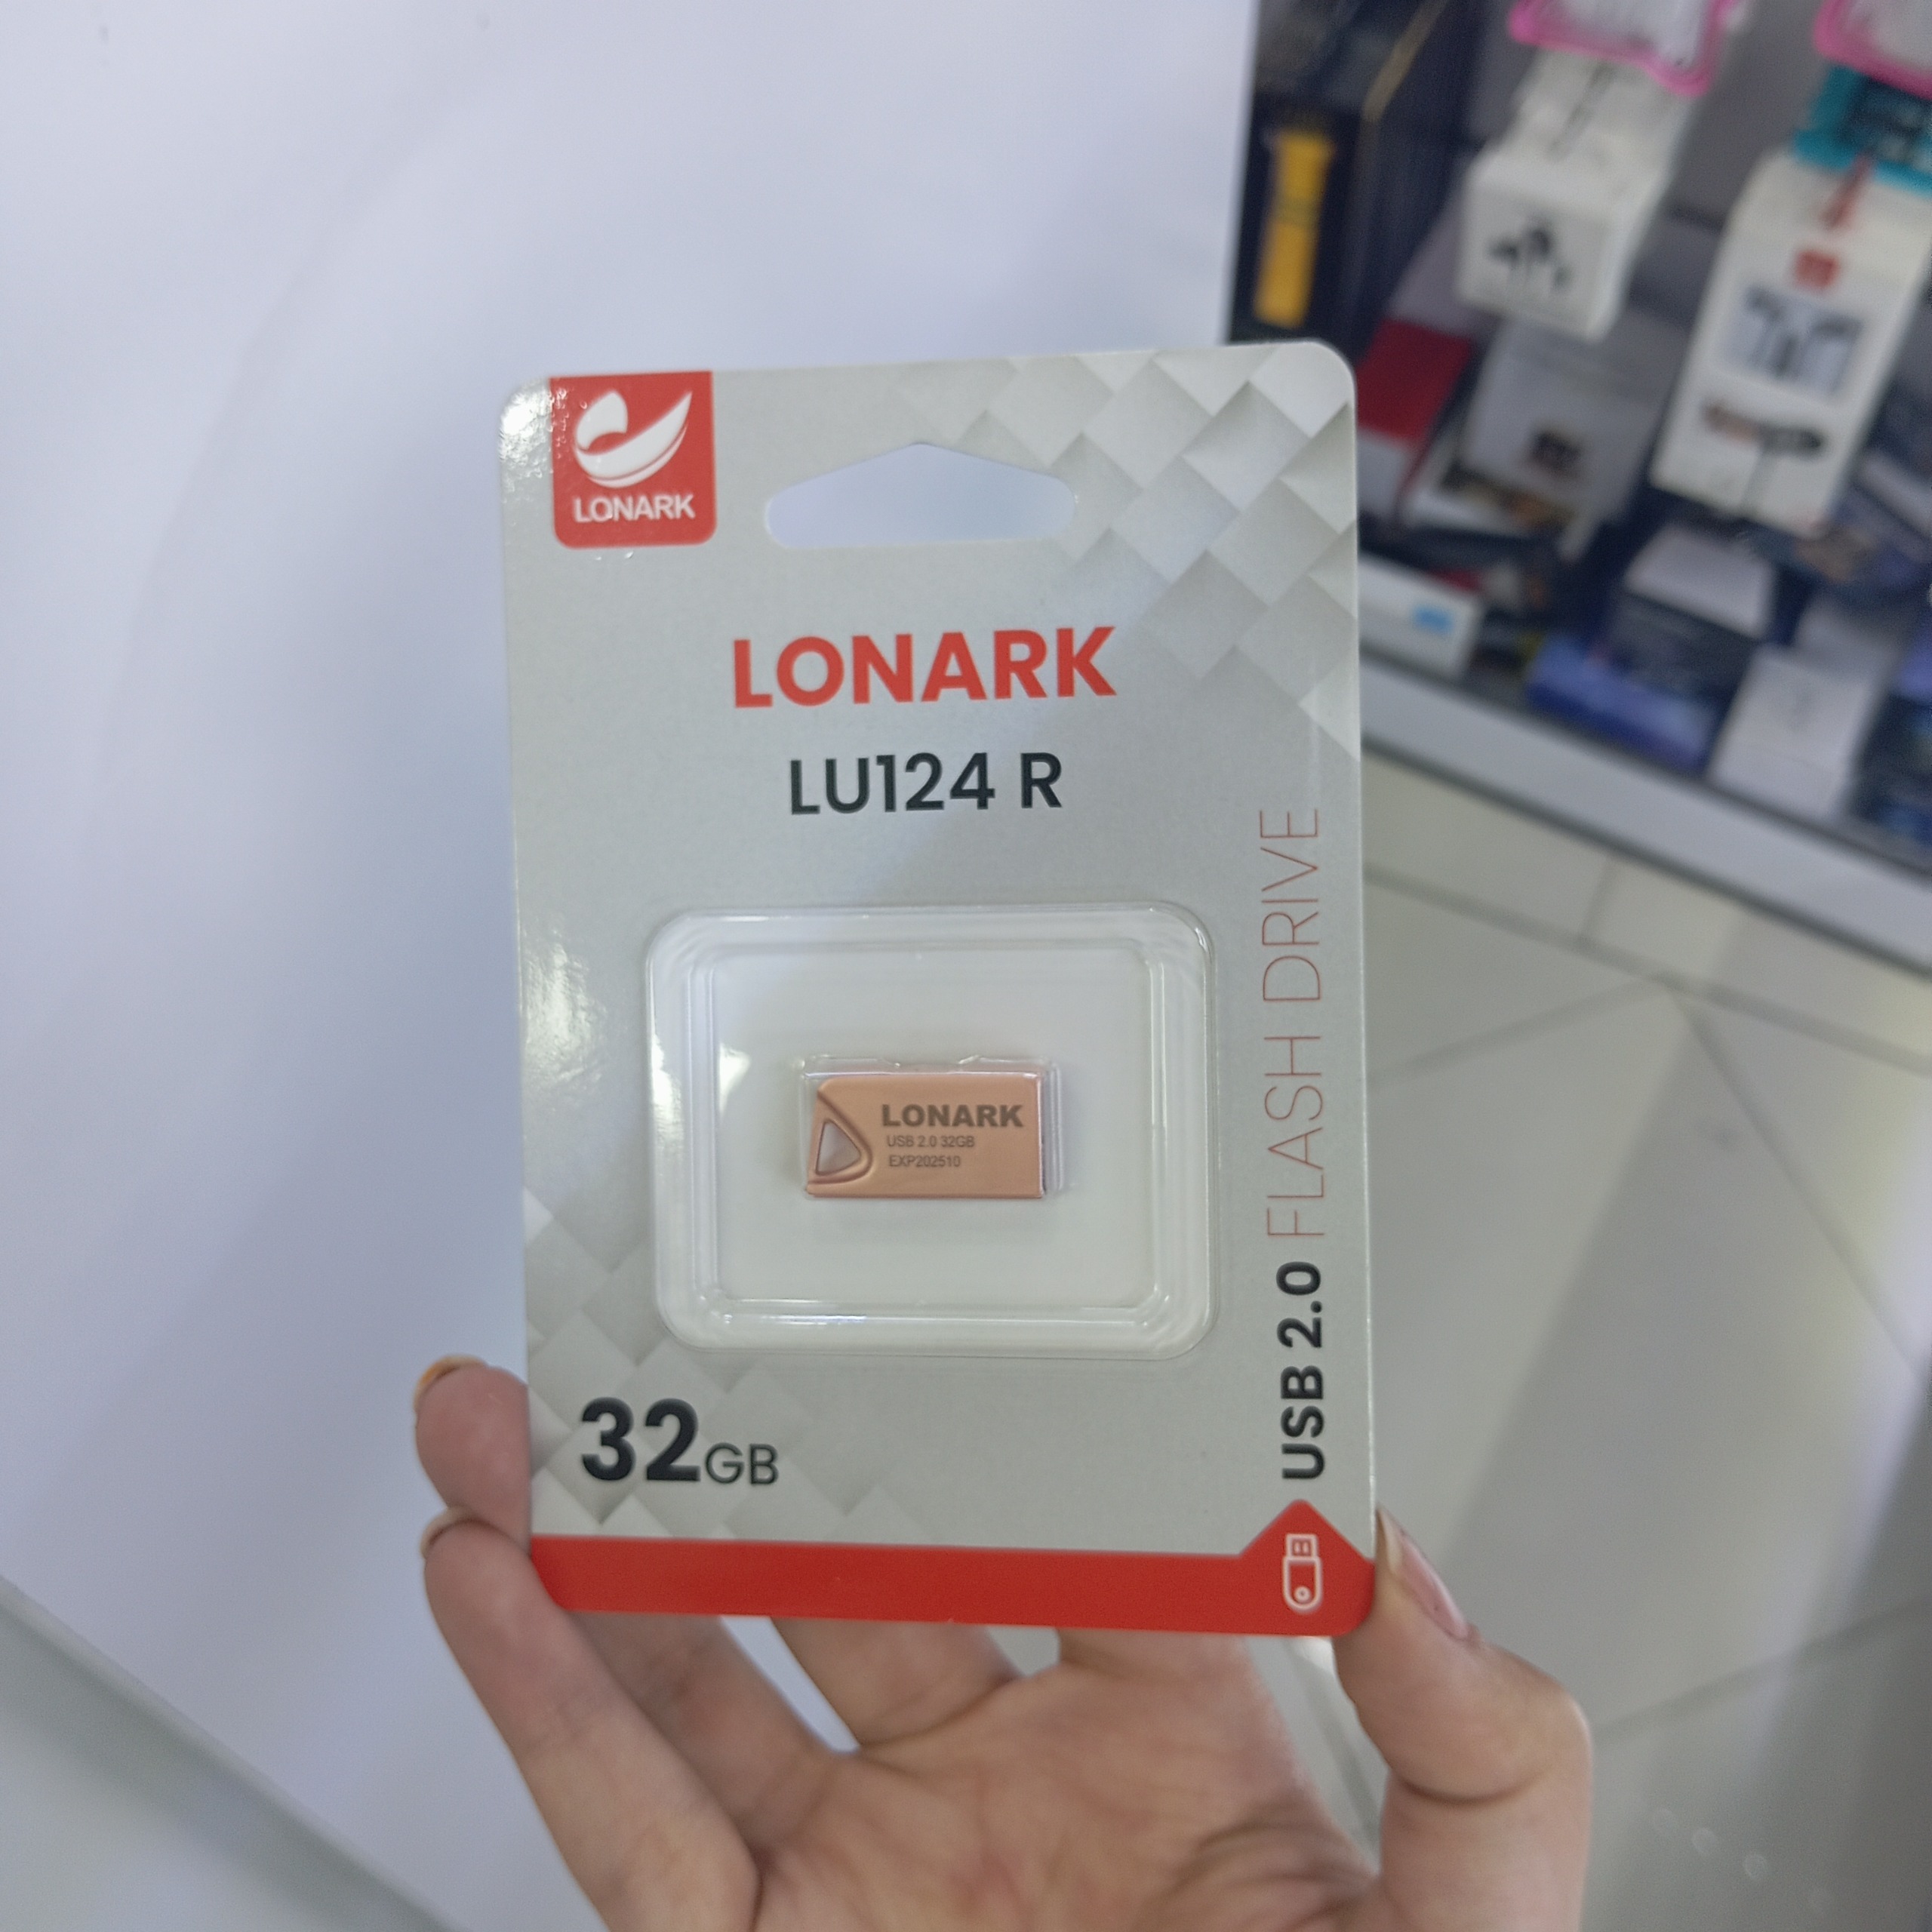 LONARK
LONARK
LU124 R
LONARK
USB 2.0 32GB
EXP202510
32GB
USB 2.0 FLASH DRIVE